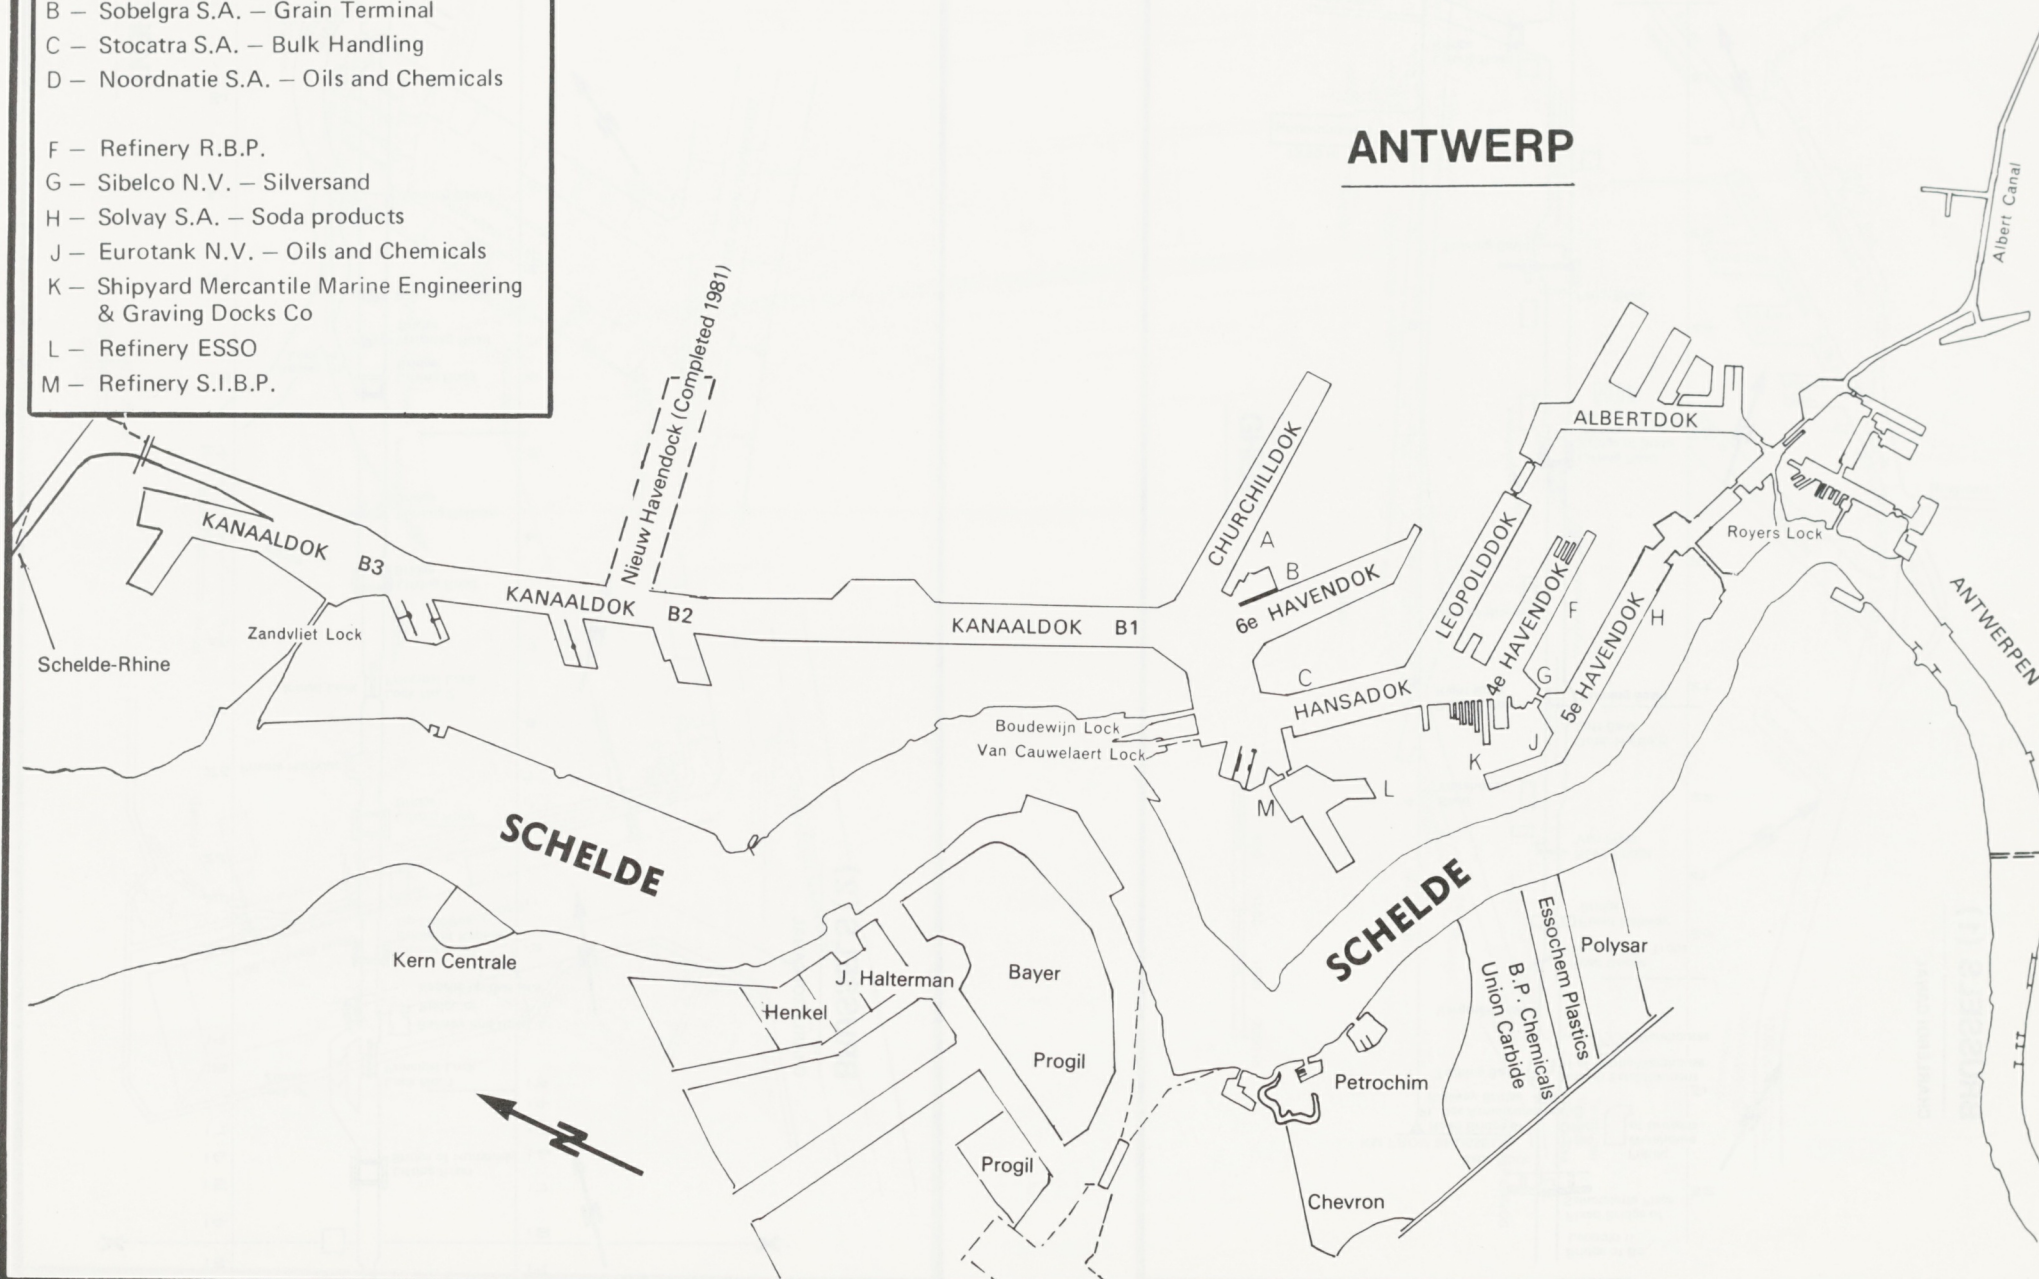 B — Sobelgra S.A. — Grain Terminal
C — Stocatra S.A. — Bulk Handling
D — Noordnatie S.A. — Oils and Chemicals
F — Refinery R.B.P.
G — Sibelco N.V. — Silversand
H — Solvay S.A. — Soda products
J — Eurotank N.V. — Oils and Chemicals
K — Shipyard Mercantile Marine Engineering
& Graving Docks Co
L — Refinery ESSO
M — Refinery S.I.B.P.
ANTWERP
Albert Canal
Nieuw Havendock (Completed 1981)
ALBERTDOK
CHURCHILLDOK
A
B
6e HAVENDOK
LEOPOLDDOK
4e HAVENDOK
F
5e HAVENDOK
H
Royers Lock
ANTWERPEN
KANAALDOK B3
KANAALDOK B2
KANAALDOK B1
Zandvliet Lock
Schelde-Rhine
C
HANSADOK
G
J
K
L
M
Boudewijn Lock
Van Cauwelaert Lock
SCHELDE
SCHELDE
Kern Centrale
J. Halterman
Henkel
Bayer
Progil
Progil
Polysar
Essochem Plastics
B.P. Chemicals
Union Carbide
Petrochim
Chevron
N